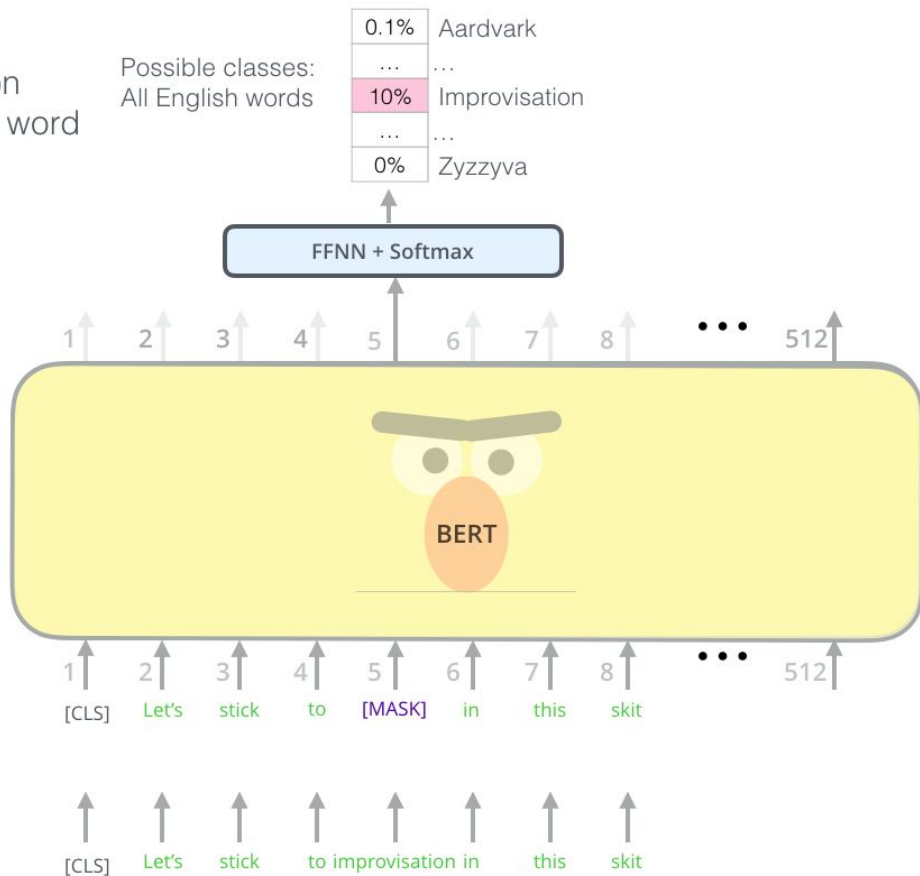 0.1% Aardvark
... ...
Possible classes:
All English words
10% Improvisation
word
... ...
0% Zyzzyva
FFNN + Softmax
1 2 3 4 5 6 7 8 ... 512
BERT
1 2 3 4 5 6 7 8 ... 512
[CLS] Let's stick to [MASK] in this skit
[CLS] Let's stick to improvisation in this skit